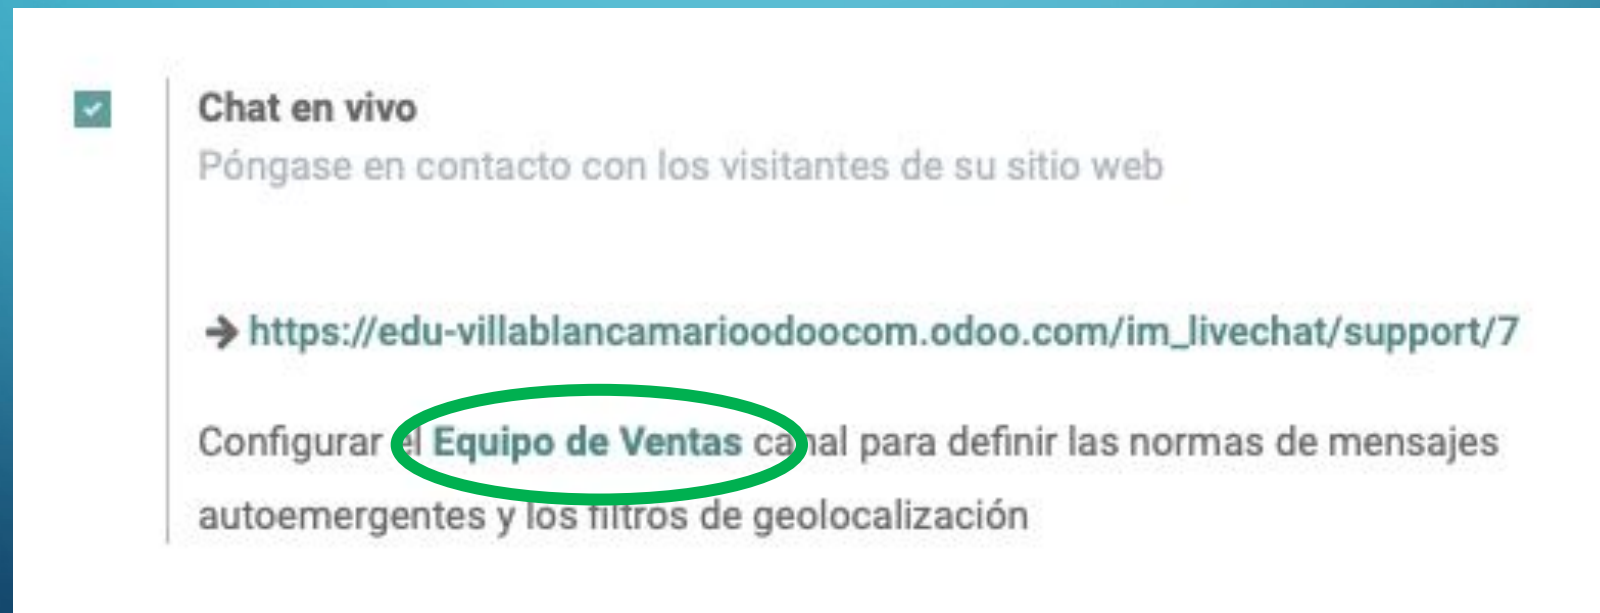 Chat en vivo
Póngase en contacto con los visitantes de su sitio web
https://edu-villablancamarioodoocom.odoo.com/im_livechat/support/7
Configurar el Equipo de Ventas canal para definir las normas de mensajes
autoemergentes y los filtros de geolocalización